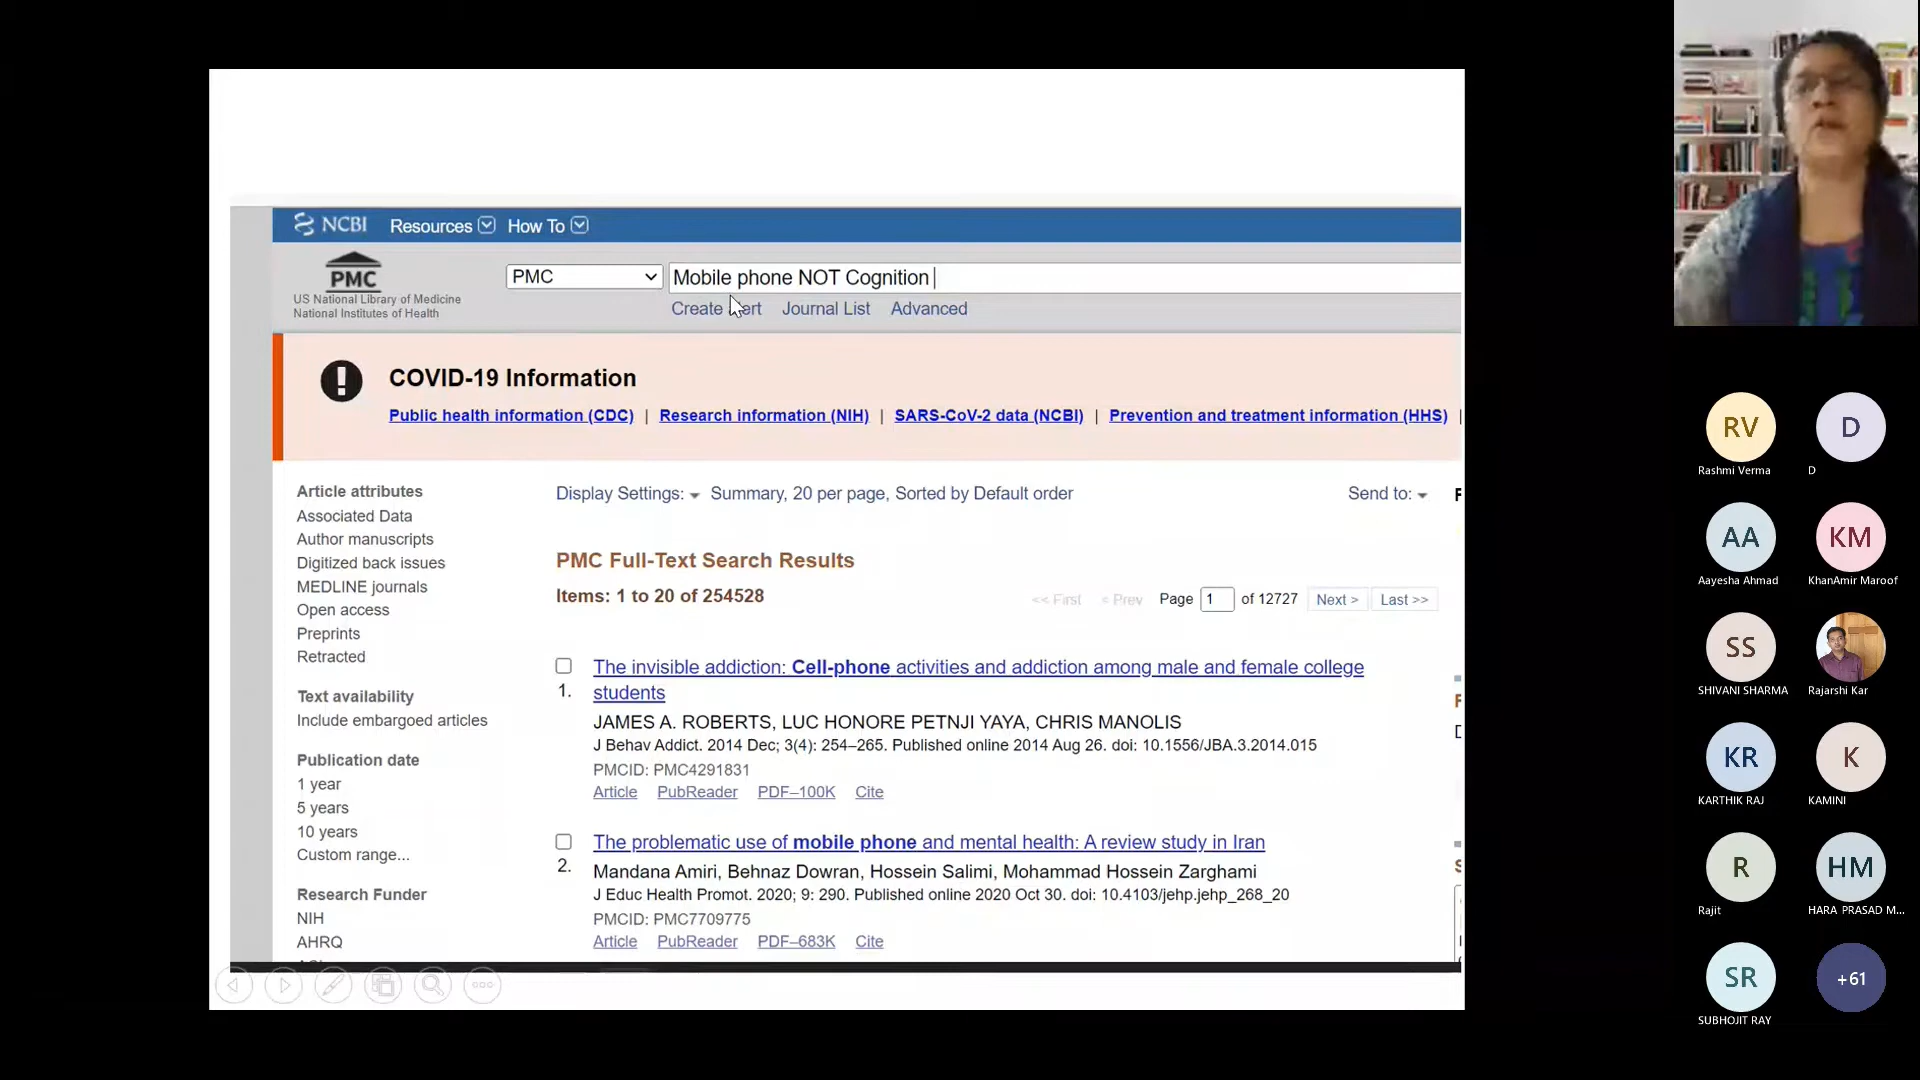 NCBI Resources How To
PMC
US National Library of Medicine
National Institutes of Health
PMC
Mobile phone NOT Cognition
Create ert Journal List Advanced
COVID-19 Information
Public health information (CDC) | Research information (NIH) | SARS-CoV-2 data (NCBI) | Prevention and treatment information (HHS) |
Article attributes
Associated Data
Author manuscripts
Digitized back issues
MEDLINE journals
Open access
Preprints
Retracted
Text availability
Include embargoed articles
Publication date
1 year
5 years
10 years
Custom range...
Research Funder
NIH
AHRQ
Display Settings: Summary, 20 per page, Sorted by Default order
Send to:
PMC Full-Text Search Results
Items: 1 to 20 of 254528
<< First < Prev Page 1 of 12727 Next > Last >>
1.
The invisible addiction: Cell-phone activities and addiction among male and female college
students
JAMES A. ROBERTS, LUC HONORE PETNJI YAYA, CHRIS MANOLIS
J Behav Addict. 2014 Dec; 3(4): 254–265. Published online 2014 Aug 26. doi: 10.1556/JBA.3.2014.015
PMCID: PMC4291831
Article PubReader PDF–100K Cite
2.
The problematic use of mobile phone and mental health: A review study in Iran
Mandana Amiri, Behnaz Dowran, Hossein Salimi, Mohammad Hossein Zarghami
J Educ Health Promot. 2020; 9: 290. Published online 2020 Oct 30. doi: 10.4103/jehp.jehp_268_20
PMCID: PMC7709775
Article PubReader PDF–683K Cite
RV
Rashmi Verma
D
D
AA
Aayesha Ahmad
KM
KhanAmir Maroof
SS
SHIVANI SHARMA
Rajarshi Kar
KR
KARTHIK RAJ
K
KAMINI
R
Rajit
HM
HARA PRASAD M...
SR
SUBHOJIT RAY
+61